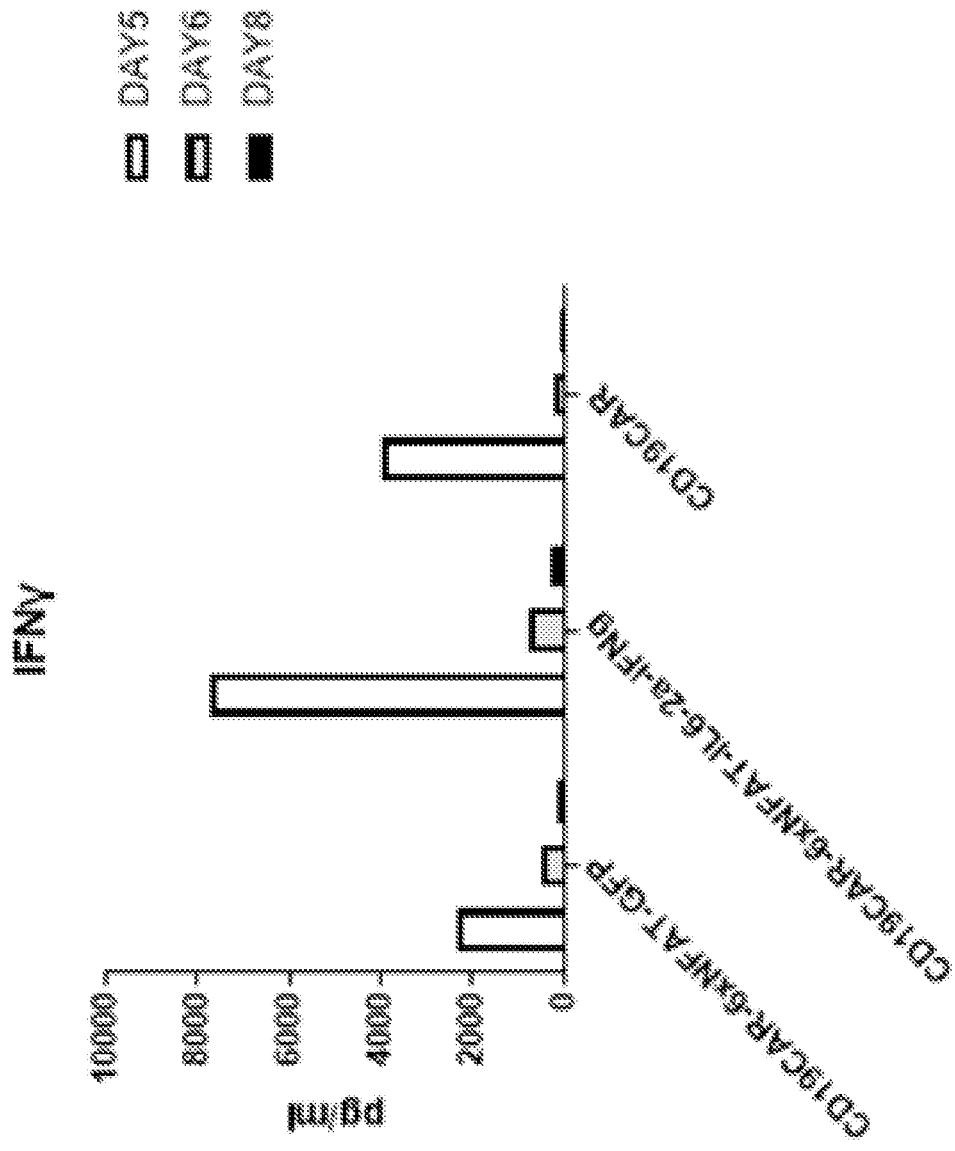 IFNγ
DAY5
DAY6
DAY8
pg/ml
10000
8000
6000
4000
2000
0
CD19CAR-6xNFAT-GFP
CD19CAR-6xNFAT-IL6-2a-IFNg
CD19CAR